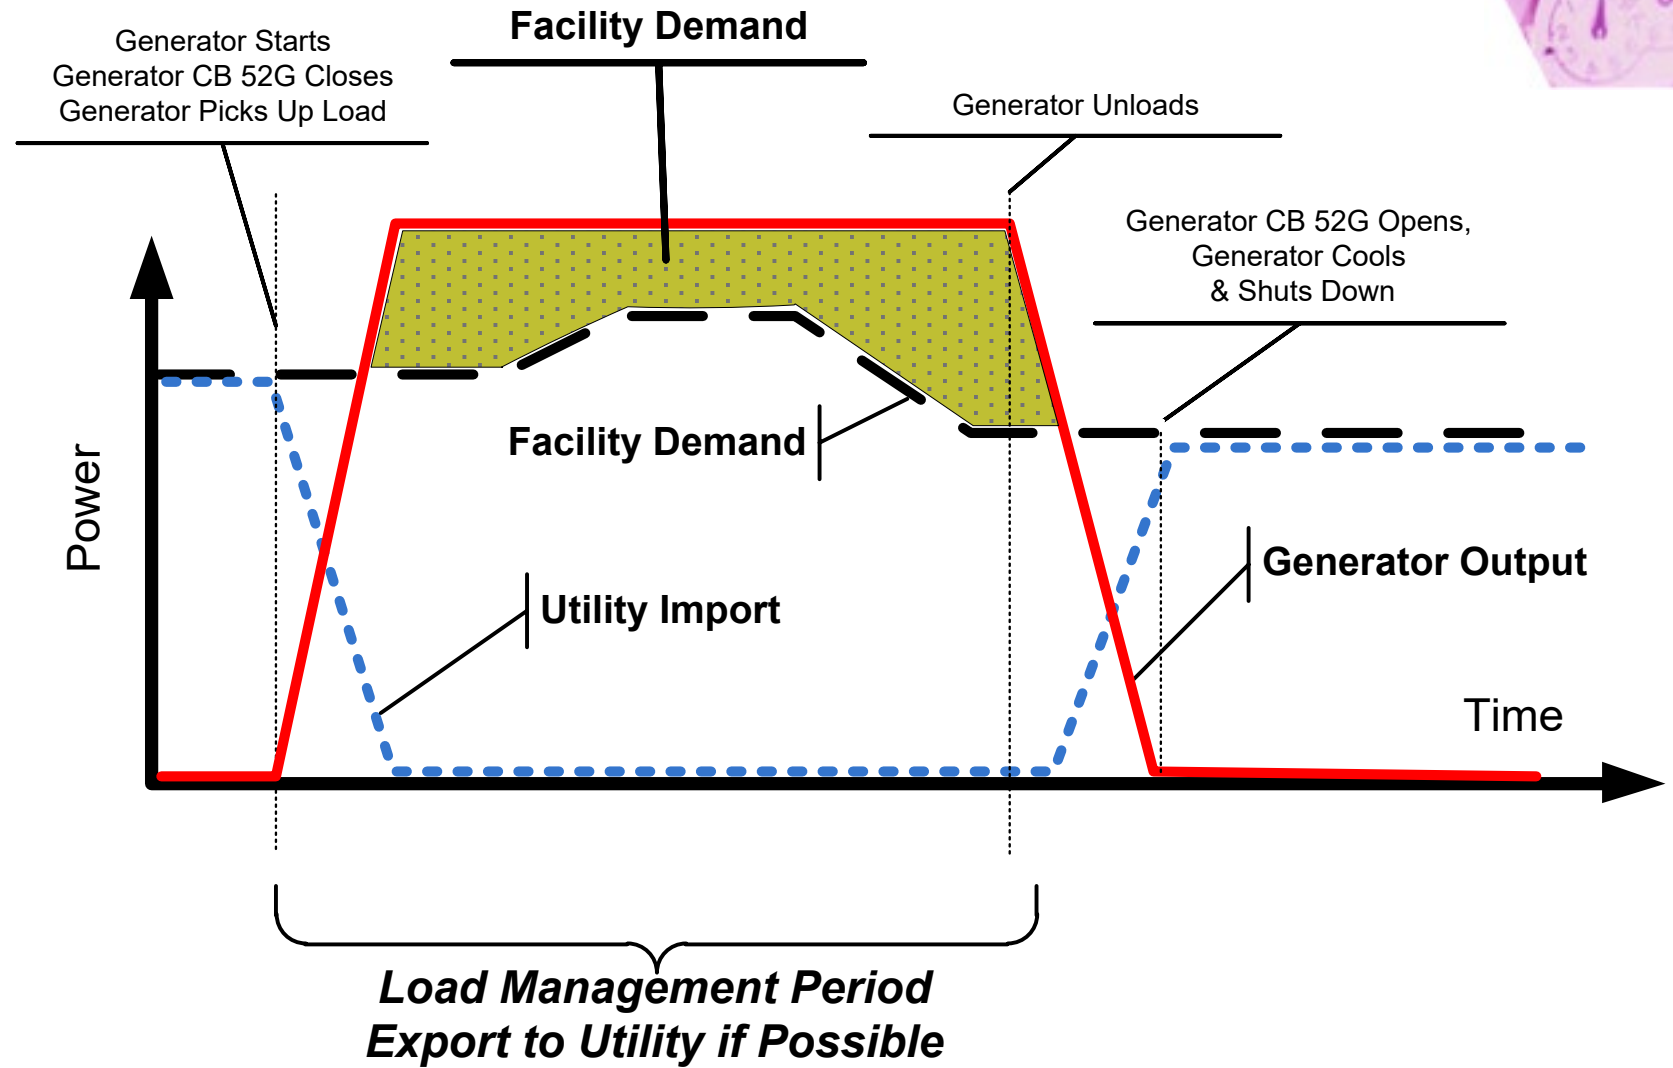 Facility Demand
Generator Starts
Generator CB 52G Closes
Generator Picks Up Load
Generator Unloads
Generator CB 52G Opens,
Generator Cools
& Shuts Down
Facility Demand
Power
Generator Output
Utility Import
Time
Load Management Period
Export to Utility if Possible